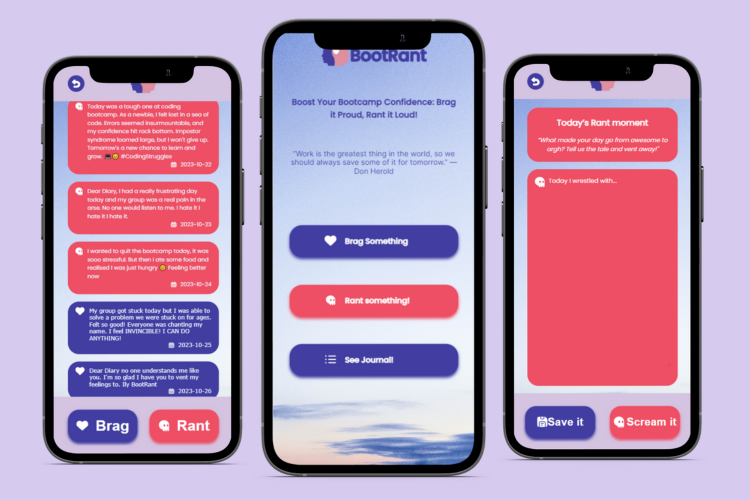 Today was a tough one at coding
bootcamp. As a newbie, I felt lost in a sea of
code. Errors seemed insurmountable, and
my confidence hit rock bottom. Impostor
syndrome loomed large, but I won't give up.
Tomorrow's a new chance to learn and
grow. 💻😊 #CodingStruggles
2023-10-22
Dear Diary, I had a really frustrating day
today and my group was a real pain in the
arse. No one would listen to me. I hate it I
hate it I hate it.
2023-10-23
I wanted to quit the bootcamp today, it was
sooo stressful. But then I ate some food and
realised I was just hungry 😊 Feeling better
now
2023-10-24
My group got stuck today but I was able to
solve a problem we were stuck on for ages.
Felt so good! Everyone was chanting my
name. I feel INVINCIBLE! I CAN DO
ANYTHING!
2023-10-25
Dear Diary no one understands me like
you. I'm so glad I have you to vent my
feelings to. By BootRant
2023-10-26
Brag
Rant
BootRant
Boost Your Bootcamp Confidence: Brag
it Proud, Rant it Loud!
"Work is the greatest thing in the world, so we
should always save some of it for tomorrow." —
Don Herold
Brag Something
Rant something!
See Journal!
Today's Rant moment
"What made your day go from awesome to
argh? Tell us the tale and vent away!"
Today I wrestled with...
Save it
Scream it